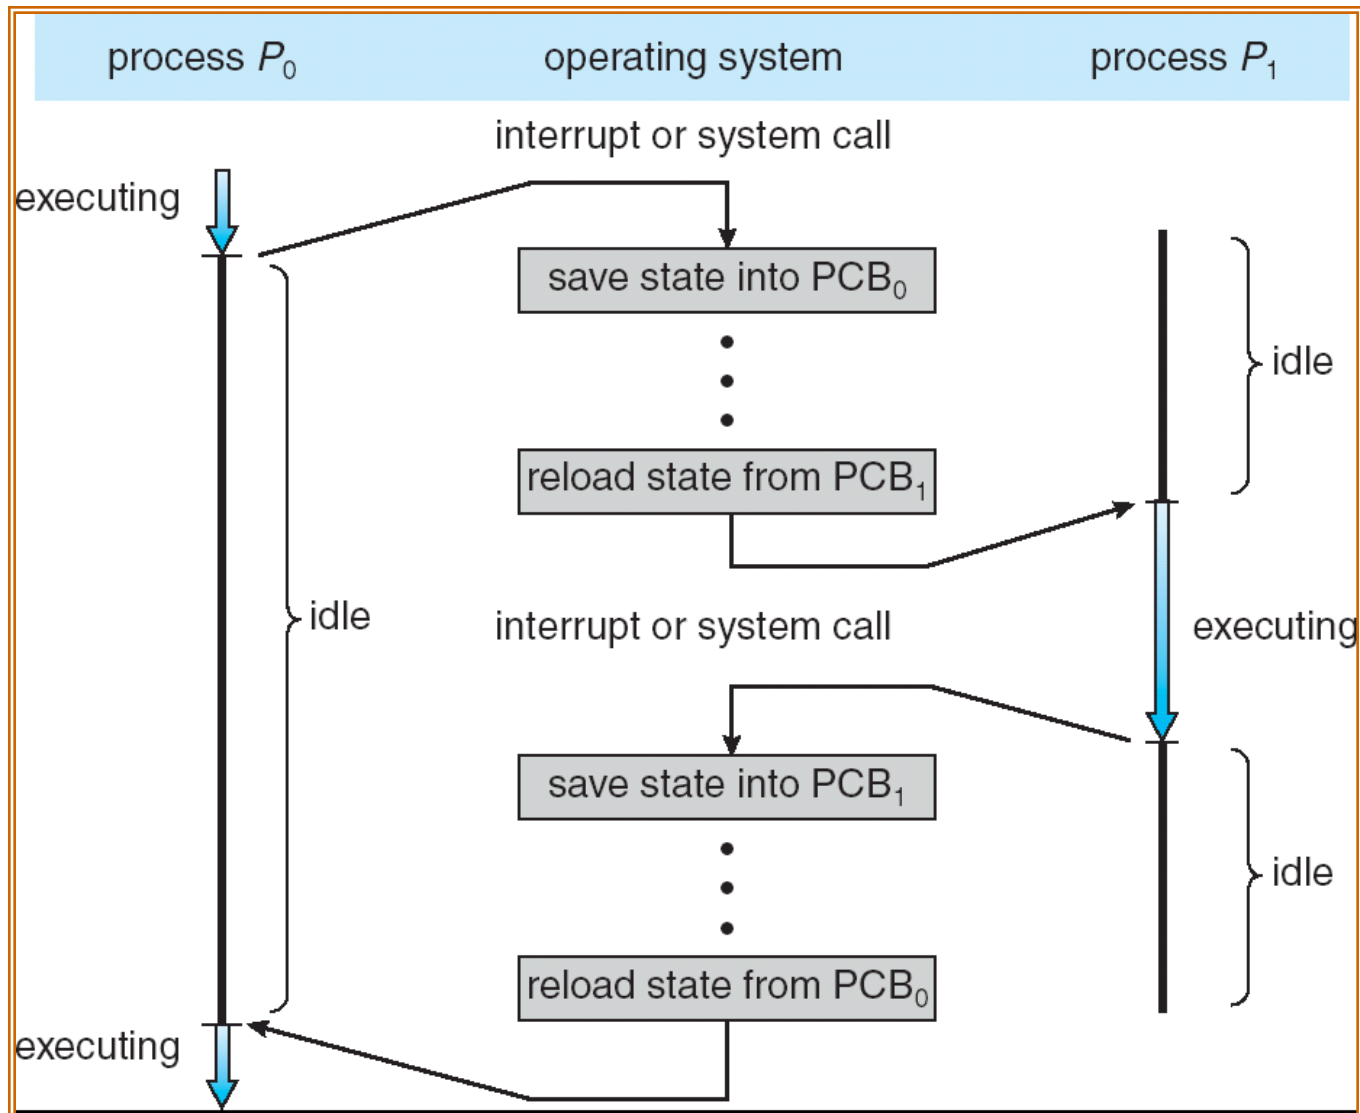 process P₀
operating system
process P₁
interrupt or system call
executing
save state into PCB₀
idle
reload state from PCB₁
idle
interrupt or system call
executing
save state into PCB₁
idle
reload state from PCB₀
executing